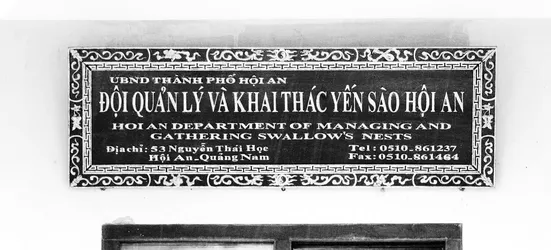 UBND THÀNH PHỐ HỘI AN
ĐỘI QUẢN LÝ VÀ KHAI THÁC YẾN SÀO HỘI AN
HOI AN DEPARTMENT OF MANAGING AND
GATHERING SWALLOW'S NESTS
Địa chỉ: 53 Nguyễn Thái Học Tel: 0510.861237
Hội An-Quảng Nam Fax: 0510.861464